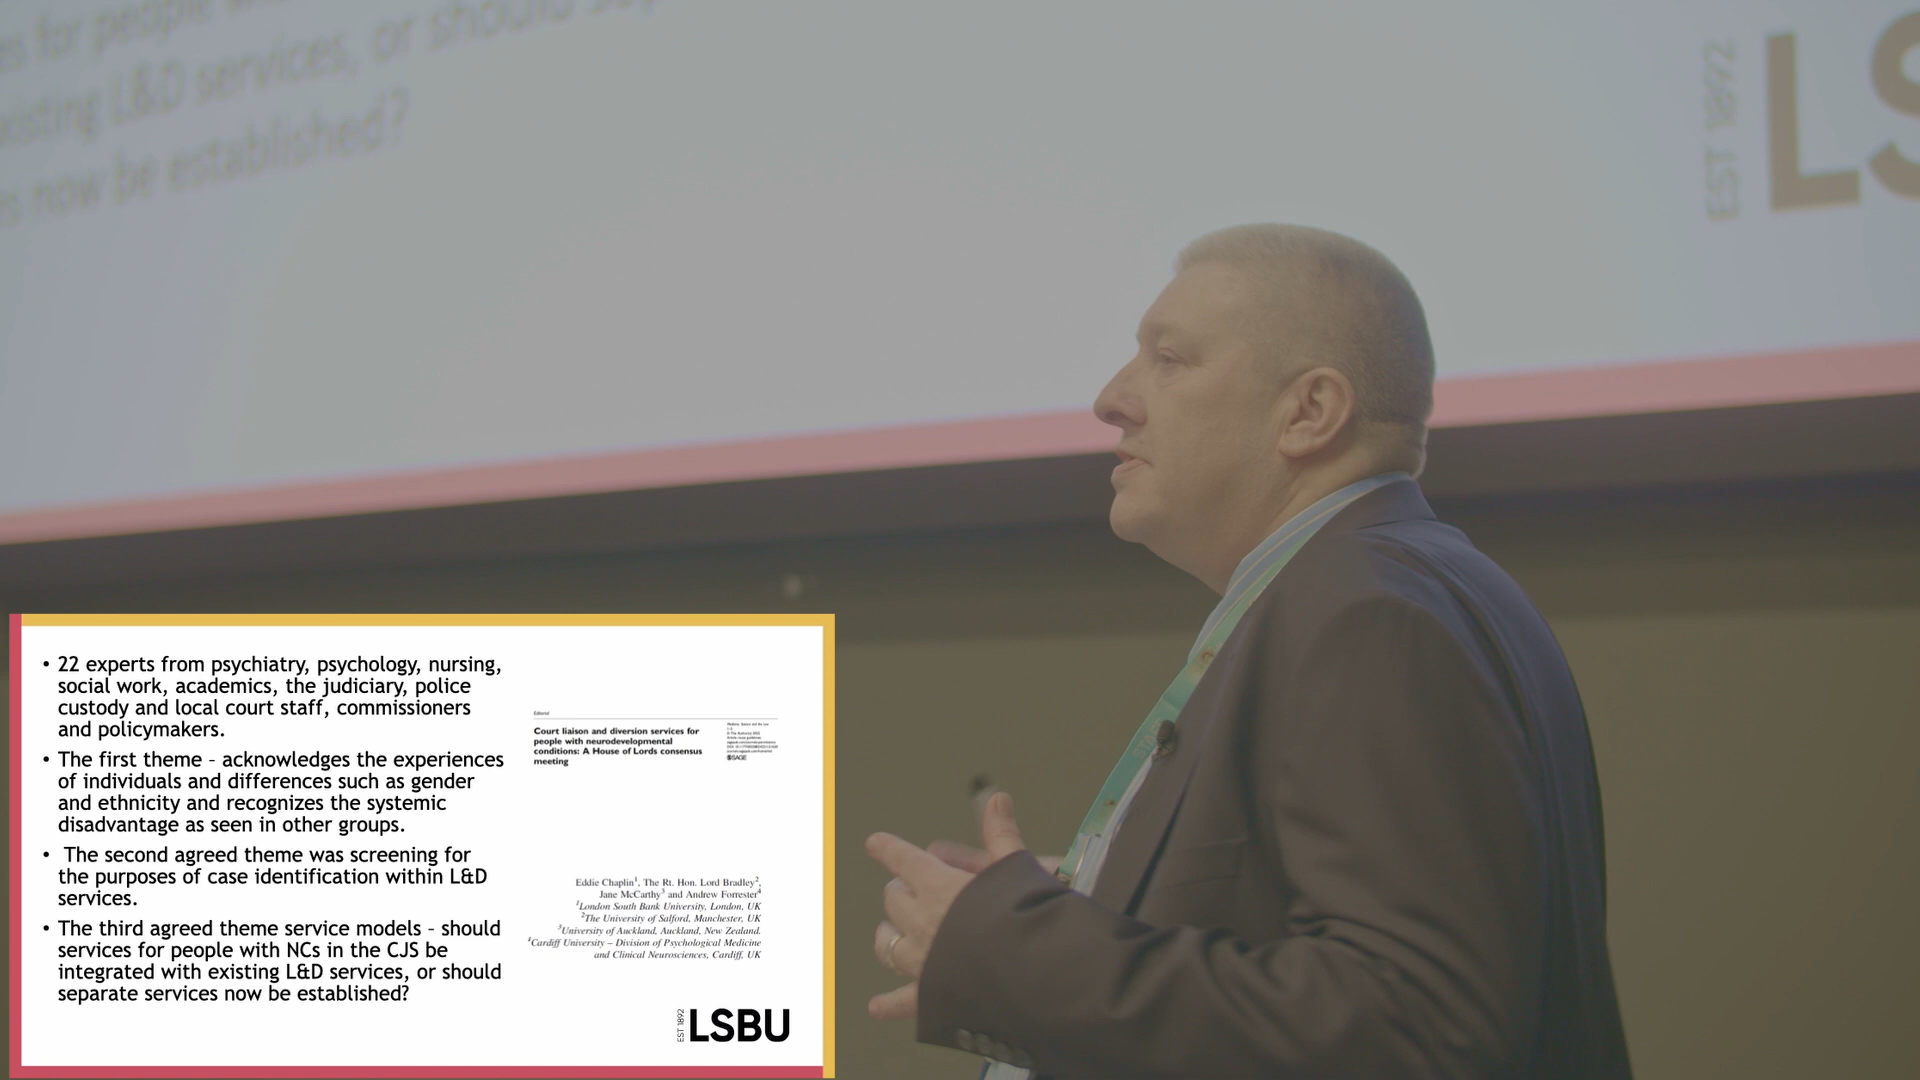 es for people
existing L&D services, or should say
s now be established?
EST 1892
LS
• 22 experts from psychiatry, psychology, nursing,
social work, academics, the judiciary, police
custody and local court staff, commissioners
and policymakers.
• The first theme – acknowledges the experiences
of individuals and differences such as gender
and ethnicity and recognizes the systemic
disadvantage as seen in other groups.
• The second agreed theme was screening for
the purposes of case identification within L&D
services.
• The third agreed theme service models – should
services for people with NCs in the CJS be
integrated with existing L&D services, or should
separate services now be established?
Editorial
Court liaison and diversion services for
people with neurodevelopmental
conditions: A House of Lords consensus
meeting
SAGE
Eddie Chaplin¹, The Rt. Hon. Lord Bradley²,
Jane McCarthy³ and Andrew Forrester⁴
¹London South Bank University, London, UK
²The University of Salford, Manchester, UK
³University of Auckland, Auckland, New Zealand.
⁴Cardiff University – Division of Psychological Medicine
and Clinical Neurosciences, Cardiff, UK
EST 1892
LSBU